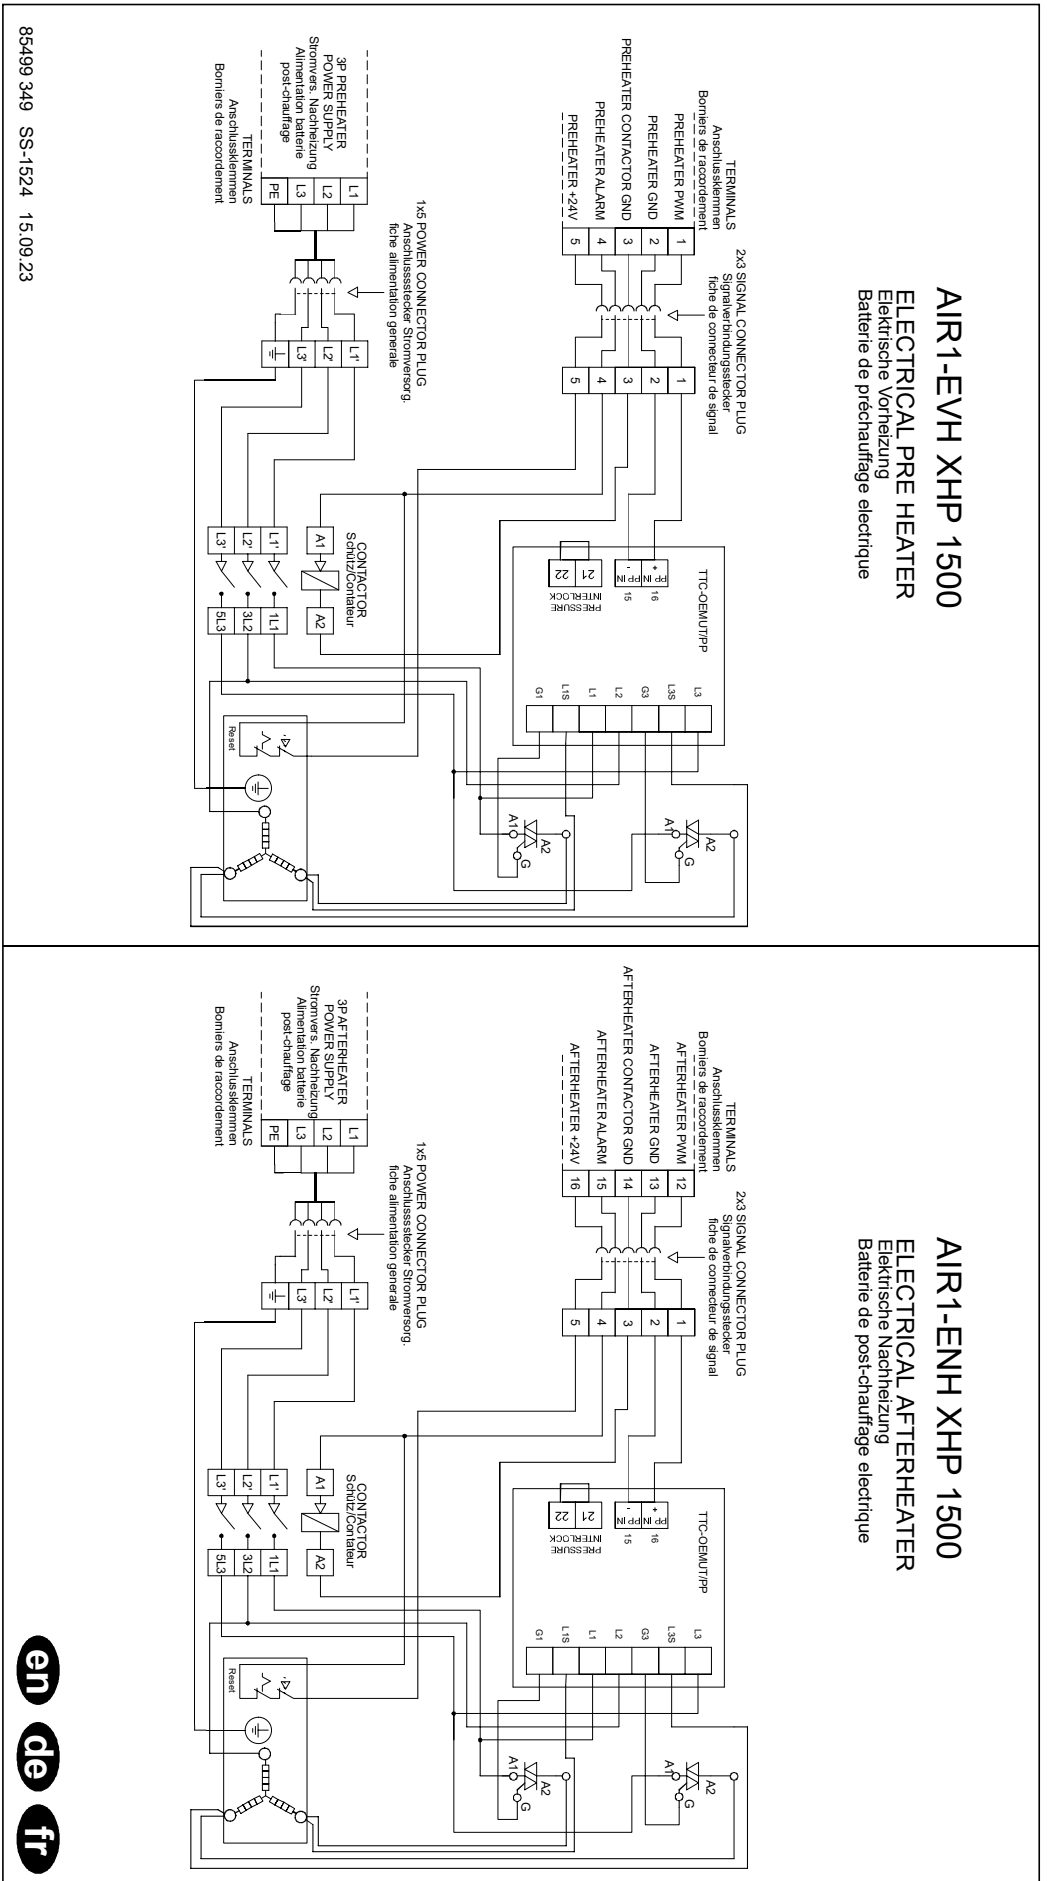 AIR1-EVH XHP 1500
ELECTRICAL PRE HEATER
Elektrische Vorheizung
Batterie de préchauffage electrique
TERMINALS
Anschlussklemmen
Borniers de raccordement
PREHEATER PWM
PREHEATER GND
PREHEATER CONTACTOR GND
PREHEATER ALARM
PREHEATER +24V
1
2
3
4
5
2x3 SIGNAL CONNECTOR PLUG
Signalverbindungsstecker
fiche de connecteur de signal
1
2
3
4
5
TTC-OEMUT/PP
PP IN +
PP IN -
16
15
21
22
PRESSURE
INTERLOCK
L3
L3S
G3
L2
L1
L1S
G1
A1
A2
G
A1
A2
G
3P PREHEATER
POWER SUPPLY
Stromvers. Nachheizung
Alimentation batterie
post-chauffage
L1
L2
L3
PE
TERMINALS
Anschlussklemmen
Borniers de raccordement
1x5 POWER CONNECTOR PLUG
Anschlussssstecker Stromversorg.
fiche alimentation generale
L1'
L2'
L3'
CONTACTOR
Schütz/Contateur
A1
A2
L1'
L2'
L3'
1L1
3L2
5L3
Reset
85499 349 SS-1524 15.09.23
AIR1-ENH XHP 1500
ELECTRICAL AFTERHEATER
Elektrische Nachheizung
Batterie de post-chauffage electrique
TERMINALS
Anschlussklemmen
Borniers de raccordement
AFTERHEATER PWM
AFTERHEATER GND
AFTERHEATER CONTACTOR GND
AFTERHEATER ALARM
AFTERHEATER +24V
12
13
14
15
16
2x3 SIGNAL CONNECTOR PLUG
Signalverbindungsstecker
fiche de connecteur de signal
1
2
3
4
5
TTC-OEMUT/PP
PP IN +
PP IN -
16
15
21
22
PRESSURE
INTERLOCK
L3
L3S
G3
L2
L1
L1S
G1
A1
A2
G
A1
A2
G
3P AFTERHEATER
POWER SUPPLY
Stromvers. Nachheizung
Alimentation batterie
post-chauffage
L1
L2
L3
PE
TERMINALS
Anschlussklemmen
Borniers de raccordement
1x5 POWER CONNECTOR PLUG
Anschlussssstecker Stromversorg.
fiche alimentation generale
L1'
L2'
L3'
CONTACTOR
Schütz/Contateur
A1
A2
L1'
L2'
L3'
1L1
3L2
5L3
Reset
en de fr